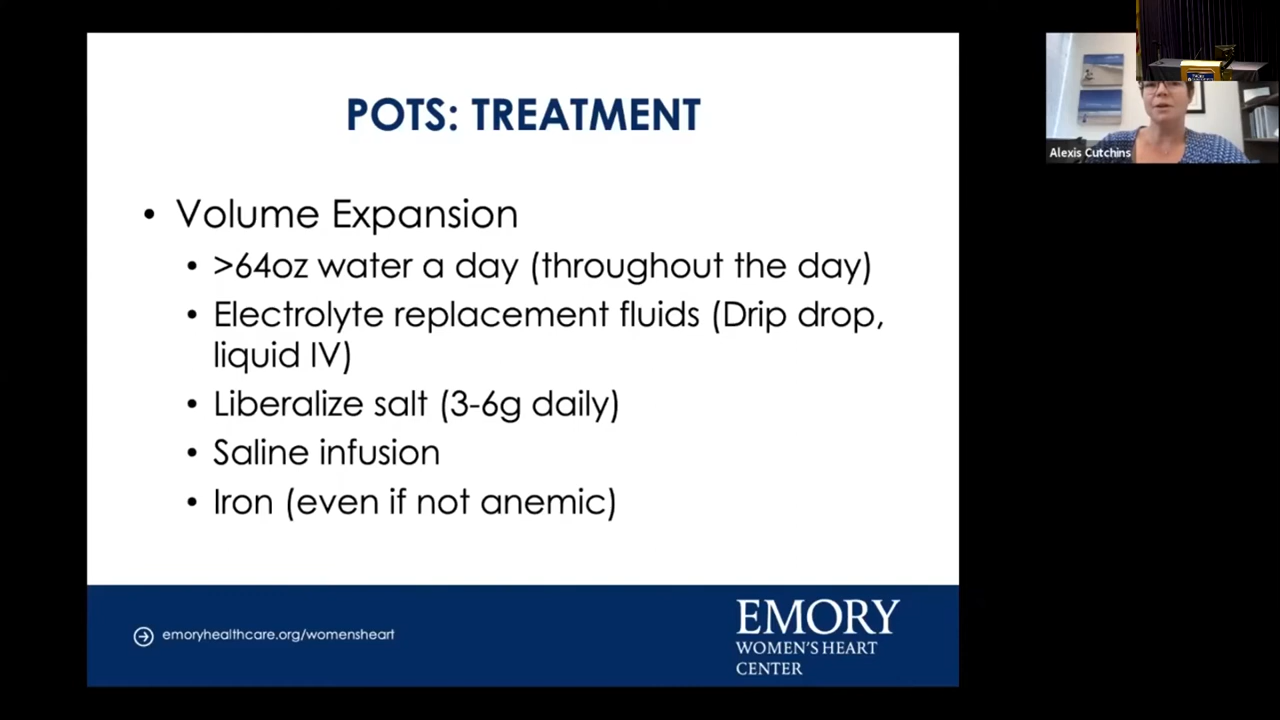 POTS: TREATMENT
• Volume Expansion
• >64oz water a day (throughout the day)
• Electrolyte replacement fluids (Drip drop,
liquid IV)
• Liberalize salt (3-6g daily)
• Saline infusion
• Iron (even if not anemic)
emoryhealthcare.org/womensheart
EMORY
WOMEN'S HEART
CENTER
Alexis Cutchins